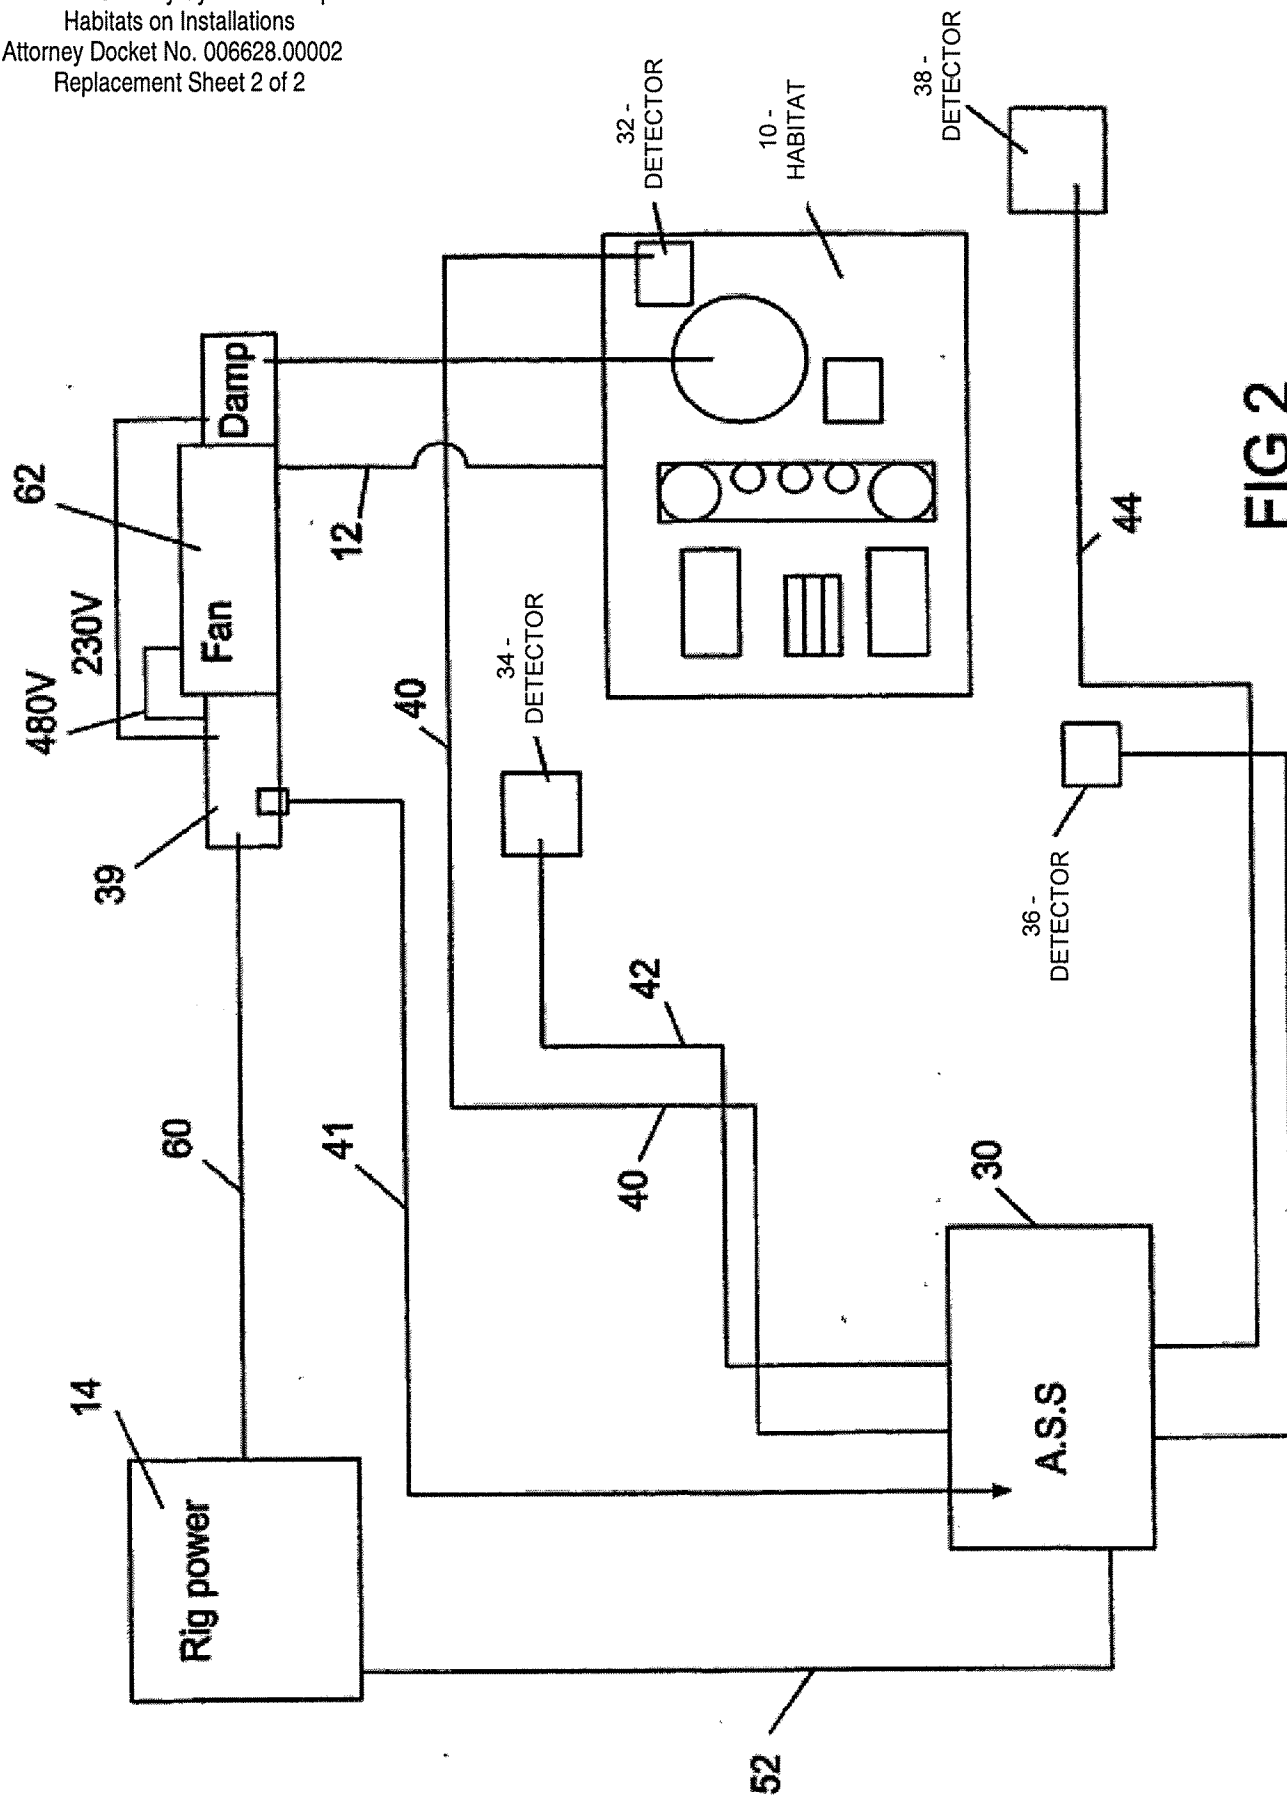 Habitats on Installations
Attorney Docket No. 006628.00002
Replacement Sheet 2 of 2
14
Rig power
60
39
480V
230V
62
Fan
Damp
12
41
40
40
42
34 -
DETECTOR
32 -
DETECTOR
10 -
HABITAT
38 -
DETECTOR
36 -
DETECTOR
44
30
A.S.S
52
FIG 2